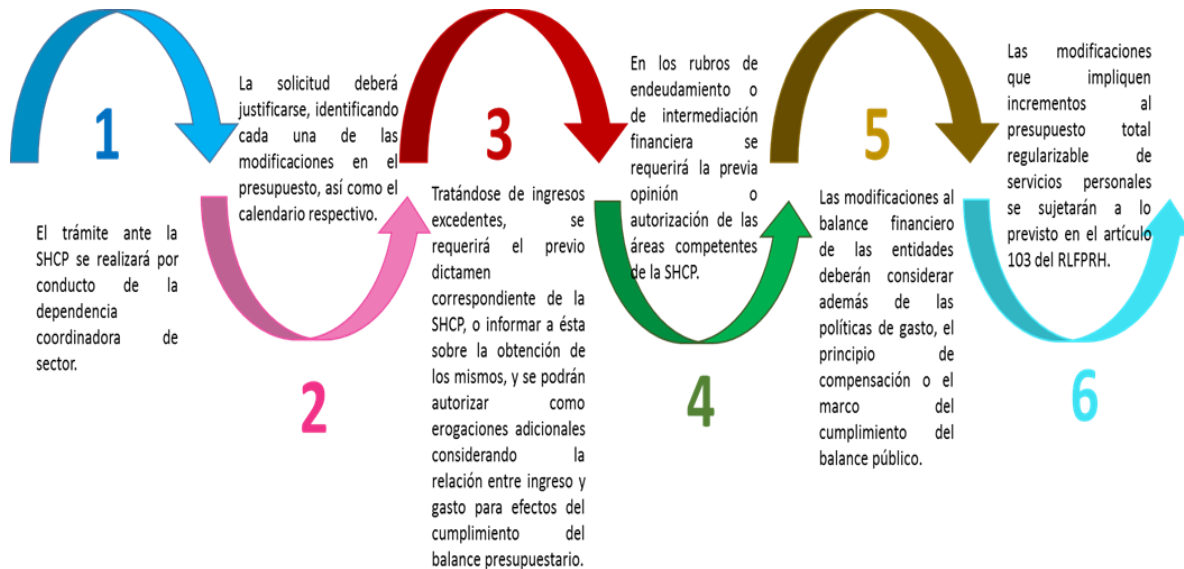 1
El trámite ante la
SHCP se realizará por
conducto de la
dependencia
coordinadora de
sector.
La solicitud deberá
justificarse, identificando
cada una de las
modificaciones en el
presupuesto, así como el
calendario respectivo.
2
3
Tratándose de ingresos
excedentes, se
requerirá el previo
dictamen
correspondiente de la
SHCP, o informar a ésta
sobre la obtención de
los mismos, y se podrán
autorizar como
erogaciones adicionales
considerando la
relación entre ingreso y
gasto para efectos del
cumplimiento del
balance presupuestario.
En los rubros de
endeudamiento o
de intermediación
financiera se
requerirá la previa
opinión o
autorización de las
áreas competentes
de la SHCP.
4
5
Las modificaciones al
balance financiero
de las entidades
deberán considerar
además de las
políticas de gasto, el
principio de
compensación o el
marco del
cumplimiento del
balance público.
Las modificaciones
que impliquen
incrementos al
presupuesto total
regularizable de
servicios personales
se sujetarán a lo
previsto en el artículo
103 del RLFPRH.
6